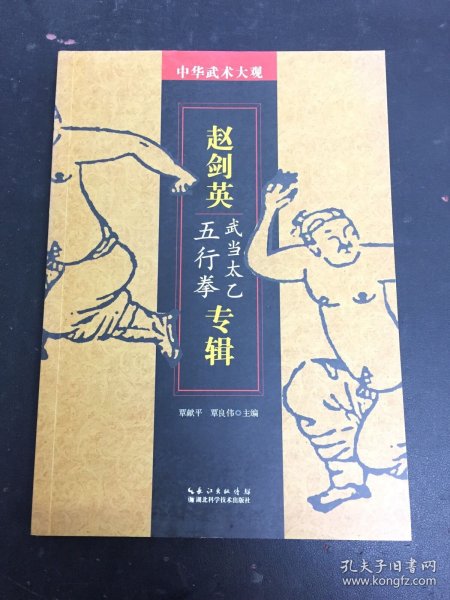 中华武术大观
赵剑英
武当太乙
五行拳
专辑
覃献平 覃良伟◎主编
长江出版传媒
湖北科学技术出版社
孔夫子旧书网
www.kongfz.com